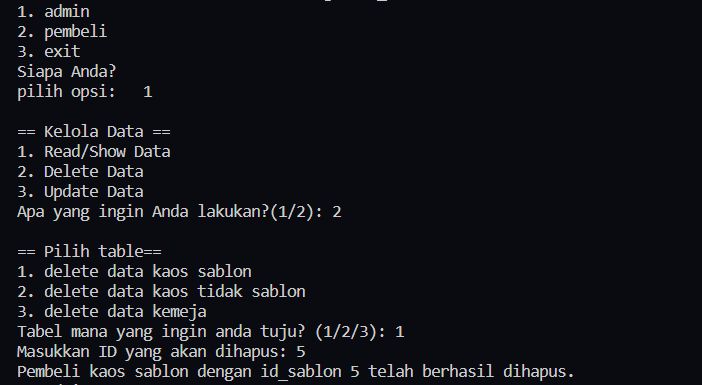 1. admin
2. pembeli
3. exit
Siapa Anda?
pilih opsi:   1
== Kelola Data ==
1. Read/Show Data
2. Delete Data
3. Update Data
Apa yang ingin Anda lakukan?(1/2): 2
== Pilih table==
1. delete data kaos sablon
2. delete data kaos tidak sablon
3. delete data kemeja
Tabel mana yang ingin anda tuju? (1/2/3): 1
Masukkan ID yang akan dihapus: 5
Pembeli kaos sablon dengan id_sablon 5 telah berhasil dihapus.